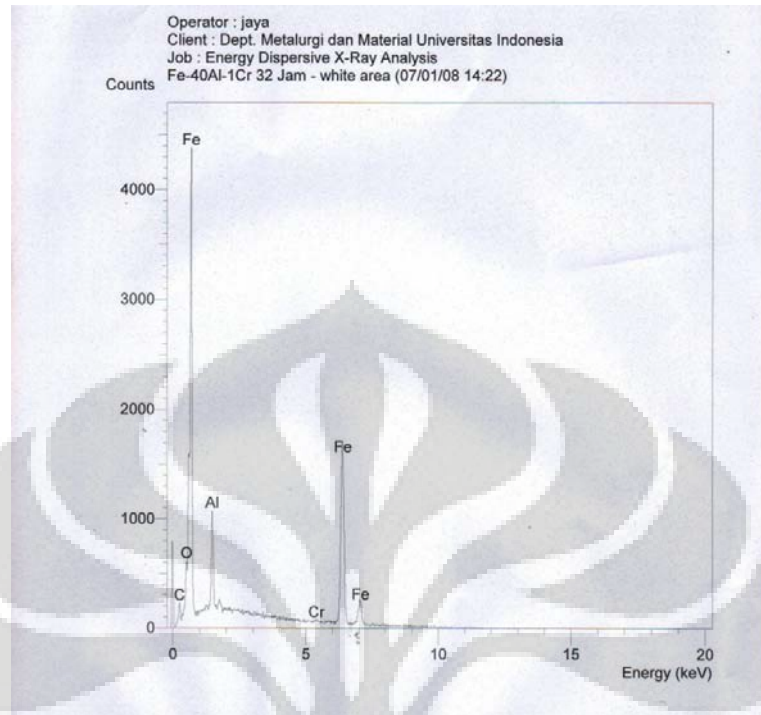 Operator : jaya
Client : Dept. Metalurgi dan Material Universitas Indonesia
Job : Energy Dispersive X-Ray Analysis
Fe-40Al-1Cr 32 Jam - white area (07/01/08 14:22)
Counts
Fe
4000
3000
2000
Fe
Al
1000
O
C
Cr
Fe
0
0 5 10 15 20
Energy (keV)